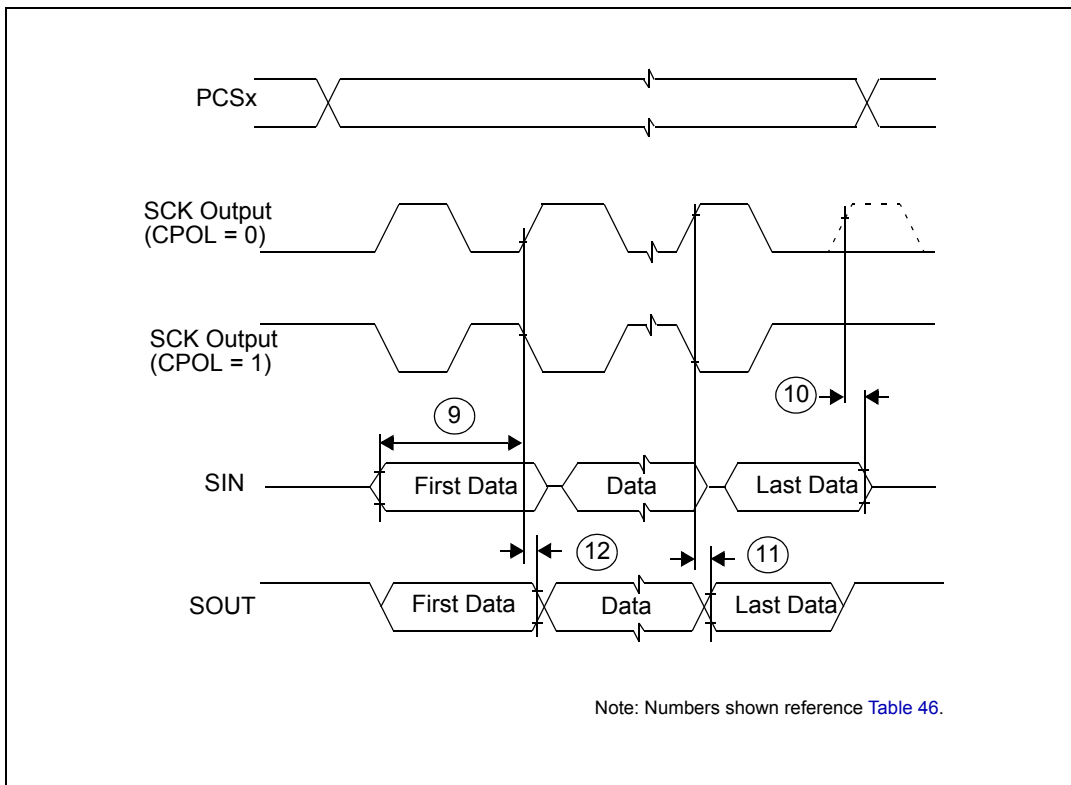 PCSx
SCK Output
(CPOL = 0)
SCK Output
(CPOL = 1)
10
9
SIN
First Data
Data
Last Data
12
11
SOUT
First Data
Data
Last Data
Note: Numbers shown reference Table 46.